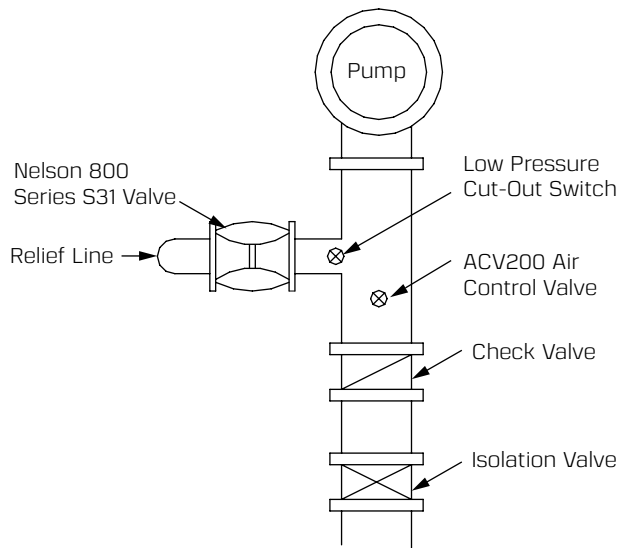 Pump
Nelson 800
Series S31 Valve
Low Pressure
Cut-Out Switch
Relief Line
ACV200 Air
Control Valve
Check Valve
Isolation Valve